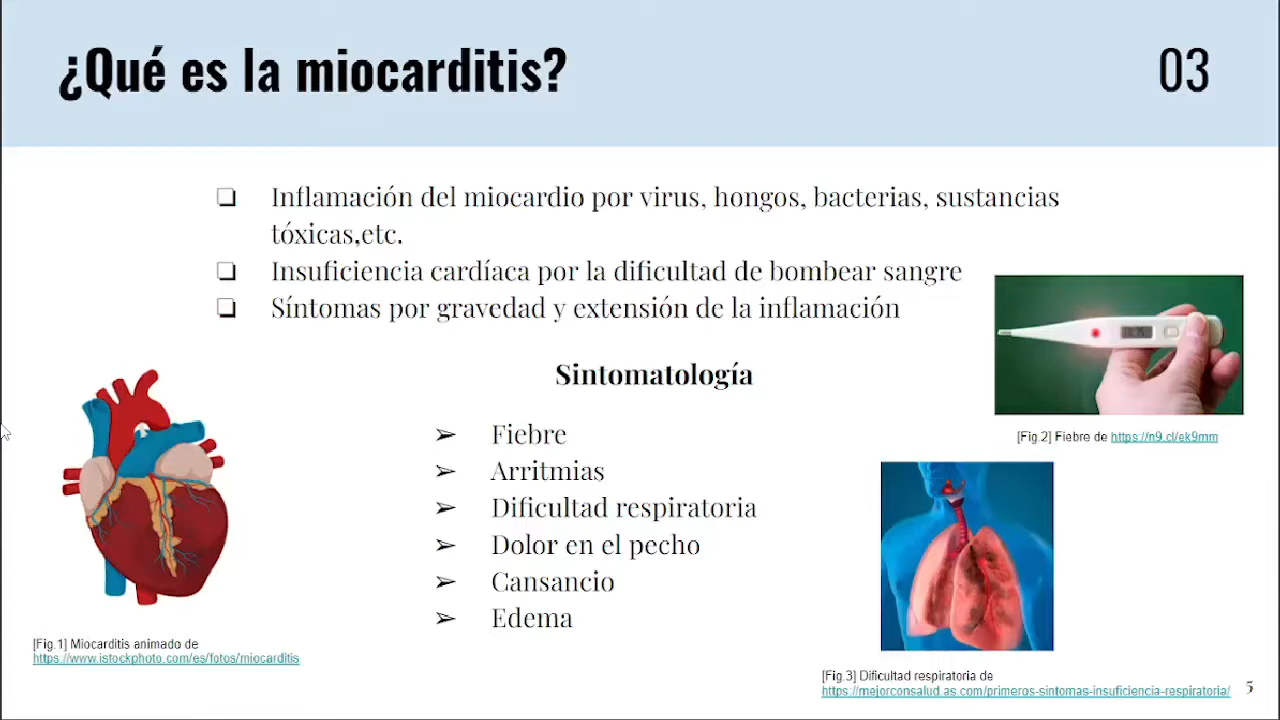 ¿Qué es la miocarditis?
03
❏ Inflamación del miocardio por virus, hongos, bacterias, sustancias
tóxicas,etc.
❏ Insuficiencia cardíaca por la dificultad de bombear sangre
❏ Síntomas por gravedad y extensión de la inflamación
Sintomatología
➢ Fiebre
➢ Arritmias
➢ Dificultad respiratoria
➢ Dolor en el pecho
➢ Cansancio
➢ Edema
[Fig.2] Fiebre de https://n9.cl/ek9mm
[Fig.1] Miocarditis animado de
https://www.istockphoto.com/es/fotos/miocarditis
[Fig.3] Dificultad respiratoria de
https://mejorconsalud.as.com/primeros-sintomas-insuficiencia-respiratoria/
5